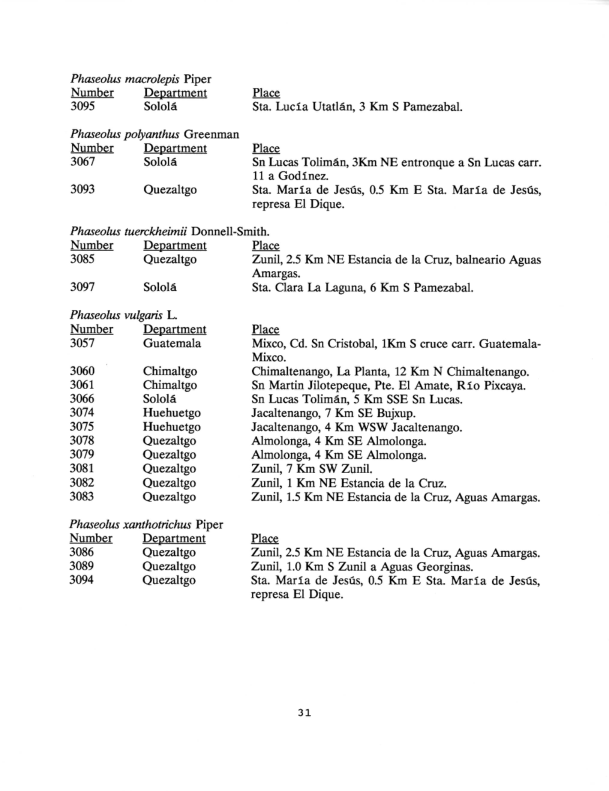 Phaseolus macrolepis Piper
Number Department Place
3095 Sololá Sta. Lucía Utatlán, 3 Km S Pamezabal.
Phaseolus polyanthus Greenman
Number Department Place
3067 Sololá Sn Lucas Tolimán, 3Km NE entronque a Sn Lucas carr.
11 a Godínez.
3093 Quezaltgo Sta. María de Jesús, 0.5 Km E Sta. María de Jesús,
represa El Dique.
Phaseolus tuerckheimii Donnell-Smith.
Number Department Place
3085 Quezaltgo Zunil, 2.5 Km NE Estancia de la Cruz, balneario Aguas
Amargas.
3097 Sololá Sta. Clara La Laguna, 6 Km S Pamezabal.
Phaseolus vulgaris L.
Number Department Place
3057 Guatemala Mixco, Cd. Sn Cristobal, 1Km S cruce carr. Guatemala-
Mixco.
3060 Chimaltgo Chimaltenango, La Planta, 12 Km N Chimaltenango.
3061 Chimaltgo Sn Martin Jilotepeque, Pte. El Amate, Río Pixcaya.
3066 Sololá Sn Lucas Tolimán, 5 Km SSE Sn Lucas.
3074 Huehuetgo Jacaltenango, 7 Km SE Bujxup.
3075 Huehuetgo Jacaltenango, 4 Km WSW Jacaltenango.
3078 Quezaltgo Almolonga, 4 Km SE Almolonga.
3079 Quezaltgo Almolonga, 4 Km SE Almolonga.
3081 Quezaltgo Zunil, 7 Km SW Zunil.
3082 Quezaltgo Zunil, 1 Km NE Estancia de la Cruz.
3083 Quezaltgo Zunil, 1.5 Km NE Estancia de la Cruz, Aguas Amargas.
Phaseolus xanthotrichus Piper
Number Department Place
3086 Quezaltgo Zunil, 2.5 Km NE Estancia de la Cruz, Aguas Amargas.
3089 Quezaltgo Zunil, 1.0 Km S Zunil a Aguas Georginas.
3094 Quezaltgo Sta. María de Jesús, 0.5 Km E Sta. María de Jesús,
represa El Dique.
31